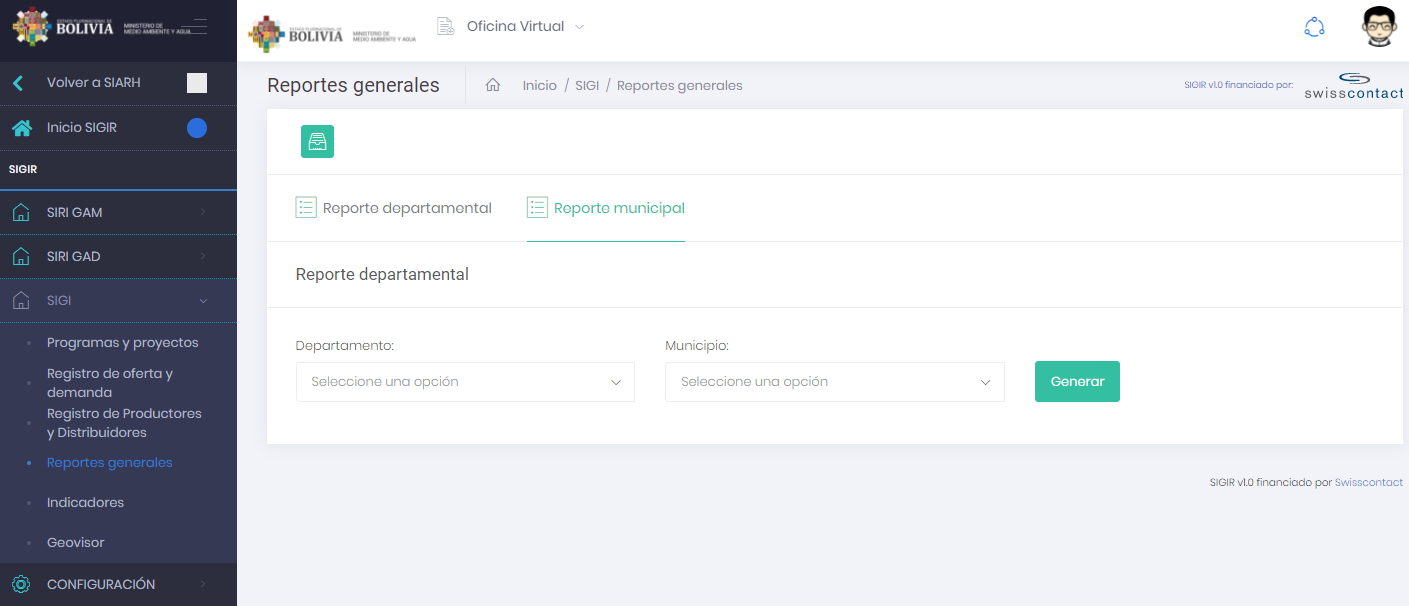 ESTADO PLURINACIONAL DE
BOLIVIA
MINISTERIO DE
MEDIO AMBIENTE Y AGUA
Volver a SIARH
Inicio SIGIR
SIGIR
SIRI GAM
SIRI GAD
SIGI
Programas y proyectos
Registro de oferta y
demanda
Registro de Productores
y Distribuidores
Reportes generales
Indicadores
Geovisor
CONFIGURACIÓN
ESTADO PLURINACIONAL DE
BOLIVIA
MINISTERIO DE
MEDIO AMBIENTE Y AGUA
Oficina Virtual
Reportes generales
Inicio / SIGI / Reportes generales
SIGIR v1.0 financiado por:
swisscontact
Reporte departamental
Reporte municipal
Reporte departamental
Departamento:
Municipio:
Seleccione una opción
Seleccione una opción
Generar
SIGIR v1.0 financiado por Swisscontact